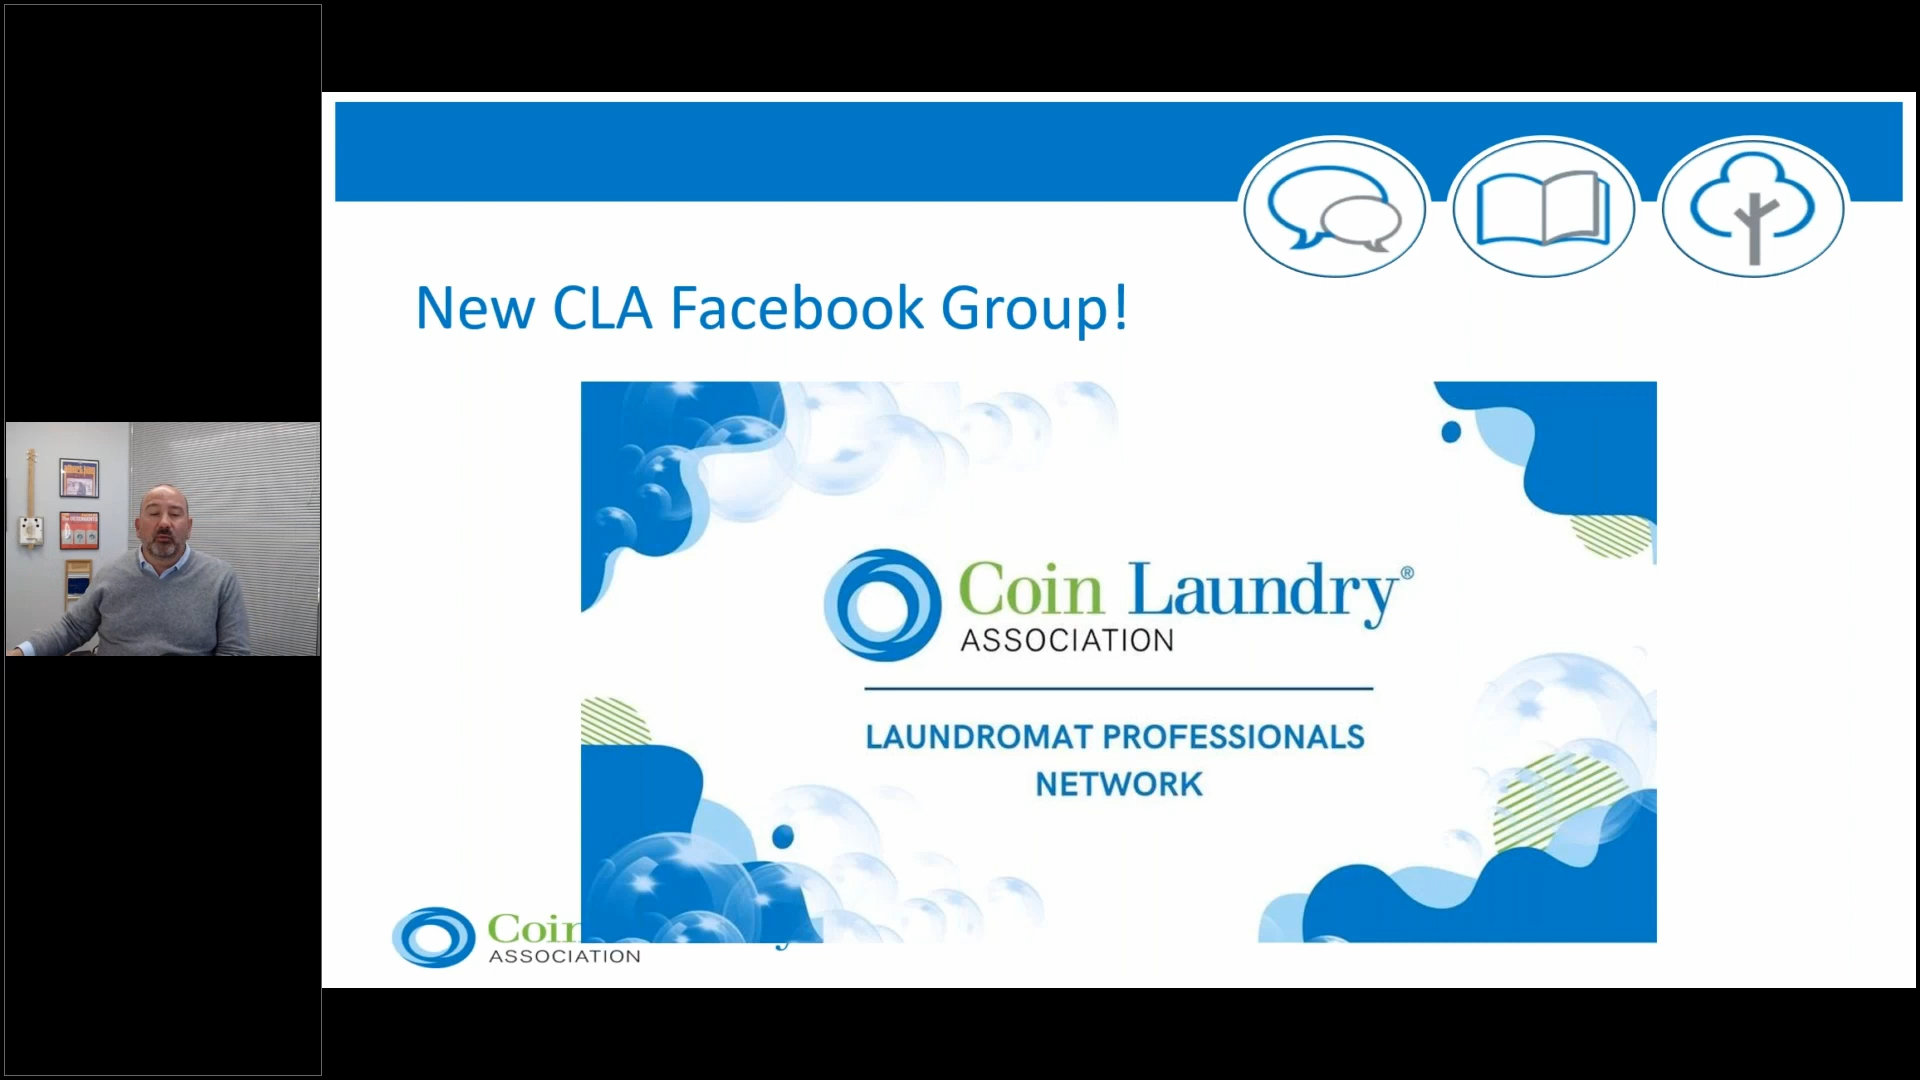 New CLA Facebook Group!
Coin Laundry®
ASSOCIATION
LAUNDROMAT PROFESSIONALS
NETWORK
Coin
ASSOCIATION